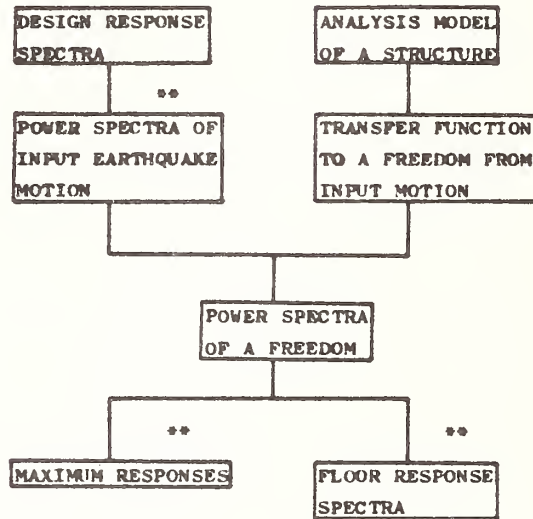 DESIGN RESPONSE
SPECTRA
ANALYSIS MODEL
OF A STRUCTURE
**
POWER SPECTRA OF
INPUT EARTHQUAKE
MOTION
TRANSFER FUNCTION
TO A FREEDOM FROM
INPUT MOTION
POWER SPECTRA
OF A FREEDOM
**
**
MAXIMUM RESPONSES
FLOOR RESPONSE
SPECTRA